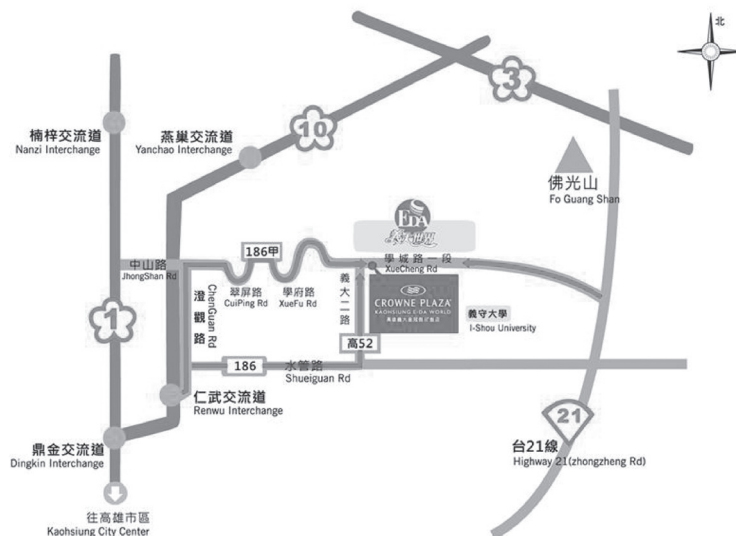 北
3
10
楠梓交流道
Nanzi Interchange
燕巢交流道
Yanchao Interchange
佛光山
Fo Guang Shan
EDA
義大世界
186甲
學城路一段
XueCheng Rd
中山路
JhongShan Rd
翠屏路
CuiPing Rd
學府路
XueFu Rd
澄觀路
ChenGuan Rd
義大二路
CROWNE PLAZA
KAOHSIUNG E-DA WORLD
義守大學
I-Shou University
1
高52
186
水管路
Shueiguan Rd
仁武交流道
Renwu Interchange
21
台21線
Highway 21(zhongzheng Rd)
鼎金交流道
Dingkin Interchange
往高雄市區
Kaohsiung City Center